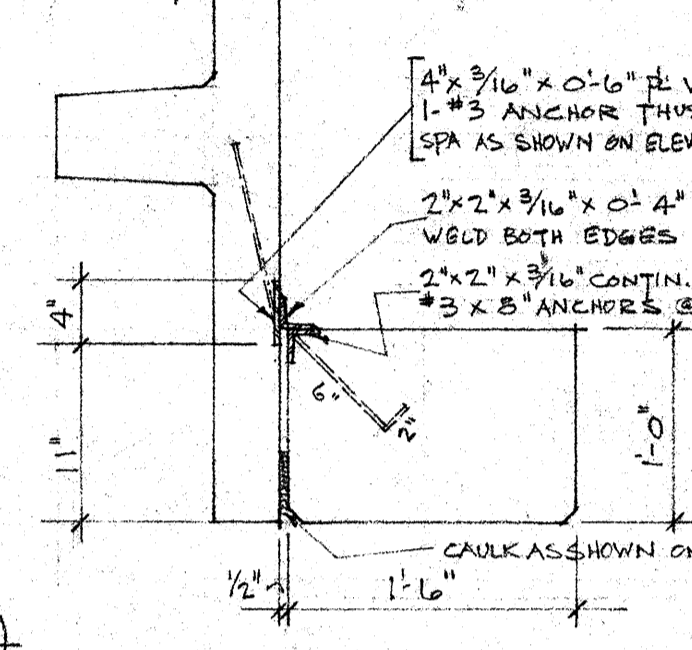 4"x 3/16" x 0'-6" PL
1-#3 ANCHOR THUS
SPA AS SHOWN ON ELEV
2"x2"x 3/16" x 0'-4"
WELD BOTH EDGES
2"x2"x 3/16" CONTIN.
#3 x 8" ANCHORS @
4"
6"
2"
11"
1'-0"
CAULK AS SHOWN ON
1/2"
1'-6"